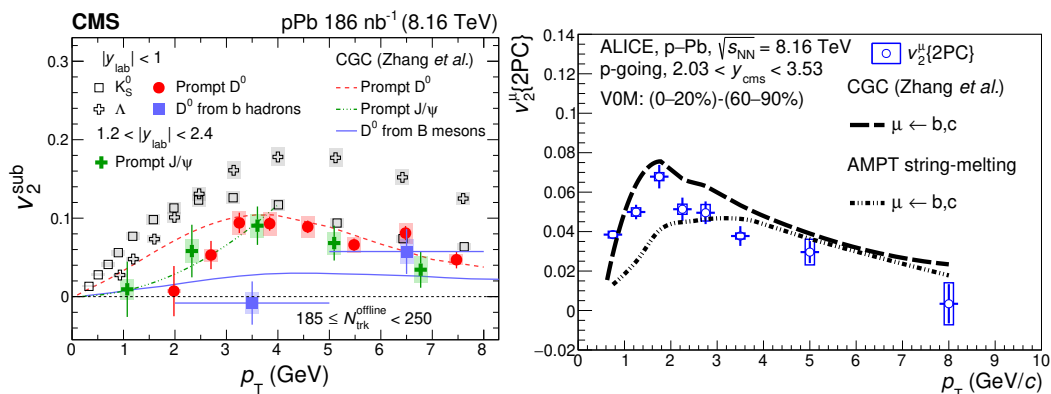 CMS pPb 186 nb⁻¹ (8.16 TeV)
|y_lab| < 1
K⁰_S
Λ
Prompt D⁰
D⁰ from b hadrons
1.2 < |y_lab| < 2.4
Prompt J/ψ
CGC (Zhang et al.)
Prompt D⁰
Prompt J/ψ
D⁰ from B mesons
185 ≤ N_trk^offline < 250
v₂^sub
0.4
0.3
0.2
0.1
0
0 1 2 3 4 5 6 7 8
p_T (GeV)
ALICE, p–Pb, √s_NN = 8.16 TeV
p-going, 2.03 < y_cms < 3.53
V0M: (0–20%)-(60–90%)
v₂^μ{2PC}
CGC (Zhang et al.)
μ ← b,c
AMPT string-melting
μ ← b,c
v₂^μ{2PC}
0.14
0.12
0.1
0.08
0.06
0.04
0.02
0
−0.02
0 1 2 3 4 5 6 7 8 9 10
p_T (GeV/c)